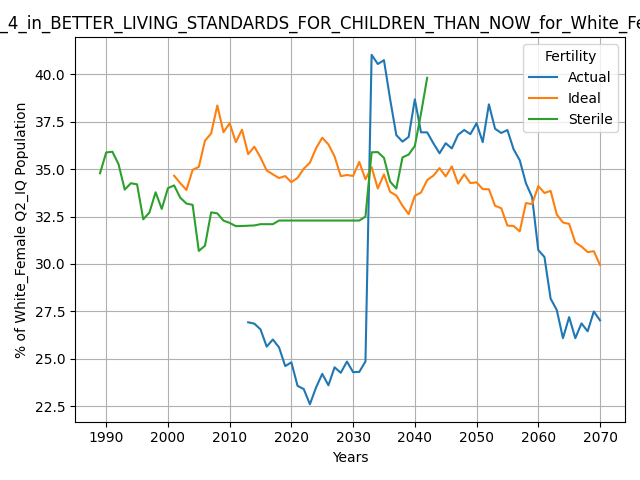 _4_in_BETTER_LIVING_STANDARDS_FOR_CHILDREN_THAN_NOW_for_White_Fe
Fertility
Actual
Ideal
Sterile
40.0
37.5
35.0
32.5
30.0
27.5
25.0
22.5
% of White_Female Q2_IQ Population
1990
2000
2010
2020
2030
2040
2050
2060
2070
Years